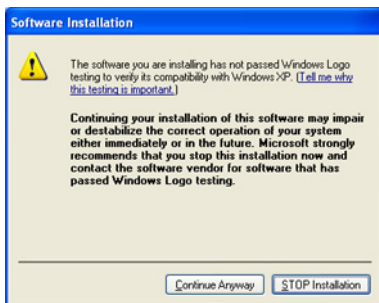 Software Installation
The software you are installing has not passed Windows Logo
testing to verify its compatibility with Windows XP. (Tell me why
this testing is important.)
Continuing your installation of this software may impair
or destabilize the correct operation of your system
either immediately or in the future. Microsoft strongly
recommends that you stop this installation now and
contact the software vendor for software that has
passed Windows Logo testing.
Continue Anyway
STOP Installation